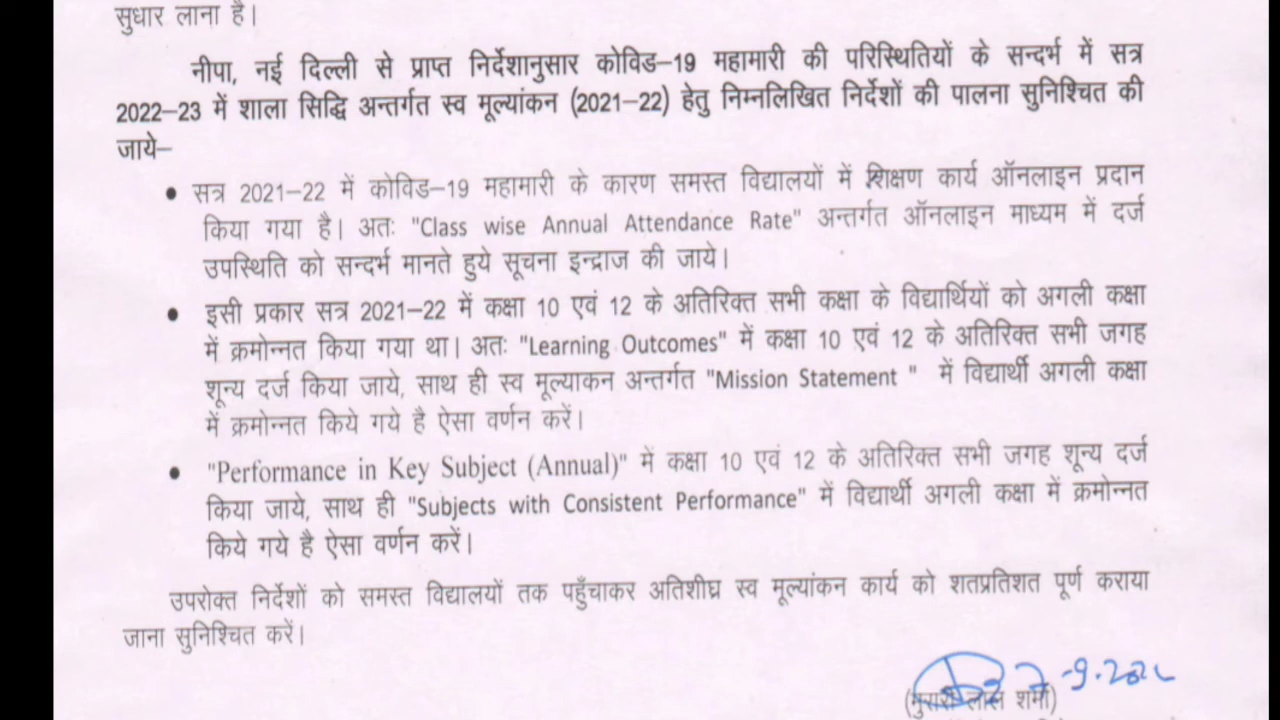 सुधार लाना है।
नीपा, नई दिल्ली से प्राप्त निर्देशानुसार कोविड–19 महामारी की परिस्थितियों के सन्दर्भ में सत्र
2022–23 में शाला सिद्धि अन्तर्गत स्व मूल्यांकन (2021–22) हेतु निम्नलिखित निर्देशों की पालना सुनिश्चित की
जाये–
• सत्र 2021–22 में कोविड–19 महामारी के कारण समस्त विद्यालयों में शिक्षण कार्य ऑनलाइन प्रदान
किया गया है। अतः "Class wise Annual Attendance Rate" अन्तर्गत ऑनलाइन माध्यम में दर्ज
उपस्थिति को सन्दर्भ मानते हुये सूचना इन्द्राज की जाये।
• इसी प्रकार सत्र 2021–22 में कक्षा 10 एवं 12 के अतिरिक्त सभी कक्षा के विद्यार्थियों को अगली कक्षा
में क्रमोन्नत किया गया था। अतः "Learning Outcomes" में कक्षा 10 एवं 12 के अतिरिक्त सभी जगह
शून्य दर्ज किया जाये, साथ ही स्व मूल्याकन अन्तर्गत "Mission Statement " में विद्यार्थी अगली कक्षा
में क्रमोन्नत किये गये है ऐसा वर्णन करें।
• "Performance in Key Subject (Annual)" में कक्षा 10 एवं 12 के अतिरिक्त सभी जगह शून्य दर्ज
किया जाये, साथ ही "Subjects with Consistent Performance" में विद्यार्थी अगली कक्षा में क्रमोन्नत
किये गये है ऐसा वर्णन करें।
उपरोक्त निर्देशों को समस्त विद्यालयों तक पहुँचाकर अतिशीघ्र स्व मूल्यांकन कार्य को शतप्रतिशत पूर्ण कराया
जाना सुनिश्चित करें।
(मुरारी लाल शर्मा)